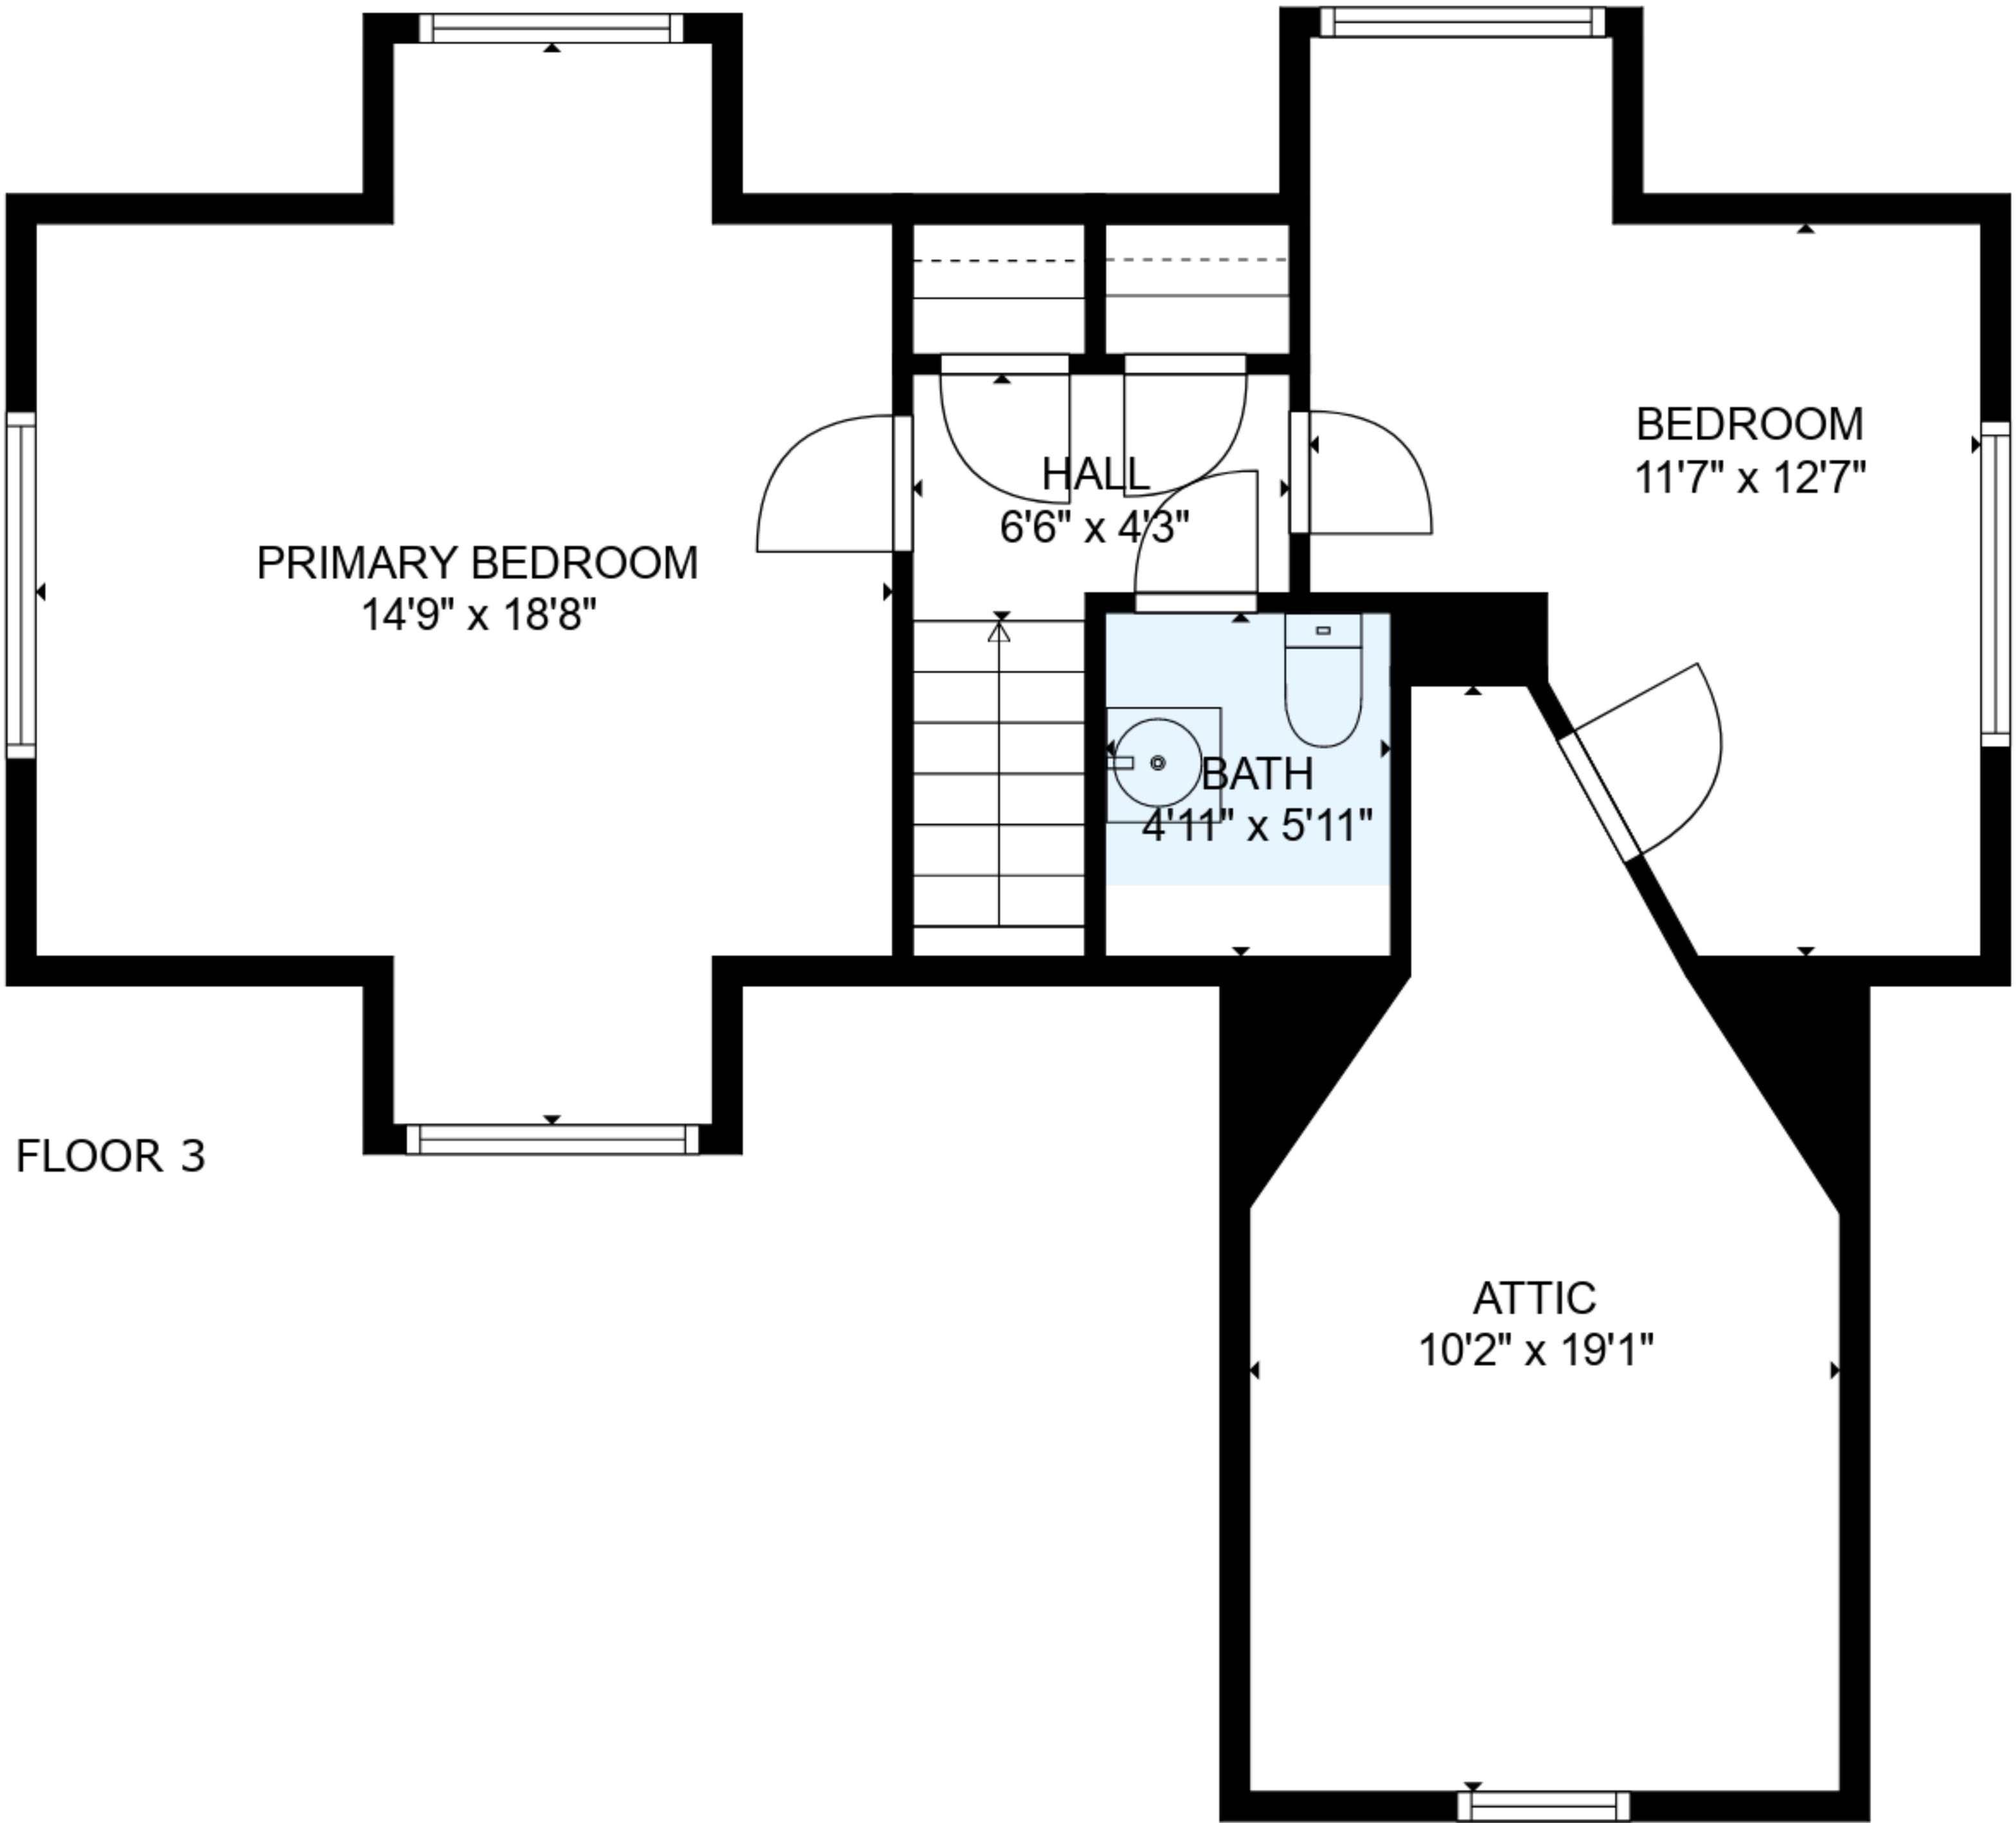 PRIMARY BEDROOM
14'9" x 18'8"
HALL
6'6" x 4'3"
BEDROOM
11'7" x 12'7"
BATH
4'11" x 5'11"
FLOOR 3
ATTIC
10'2" x 19'1"